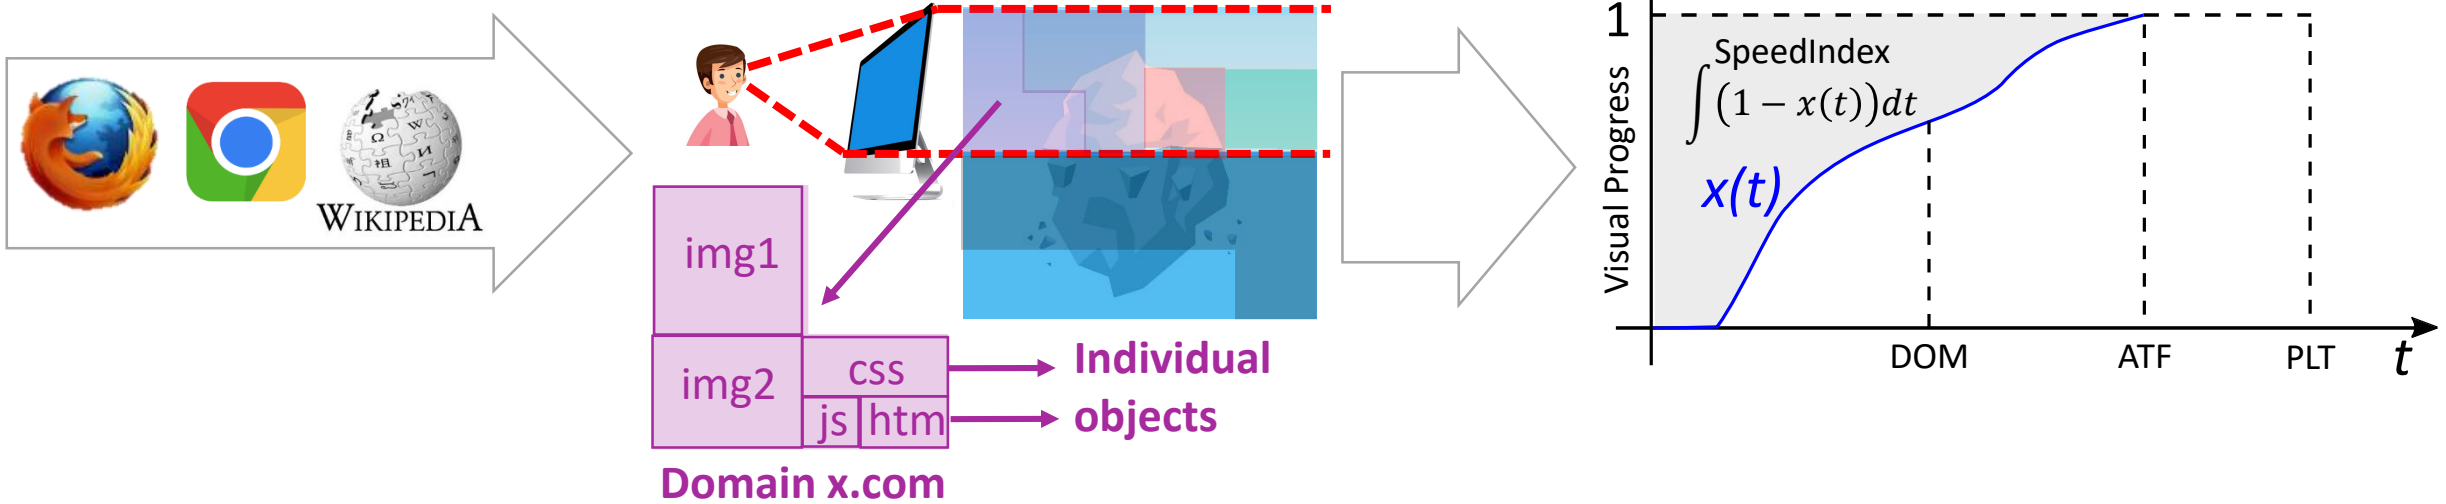 WIKIPEDIA
img1
img2
css
js
htm
Individual
objects
Domain x.com
1
Visual Progress
SpeedIndex
∫(1 − x(t))dt
x(t)
DOM
ATF
PLT
t